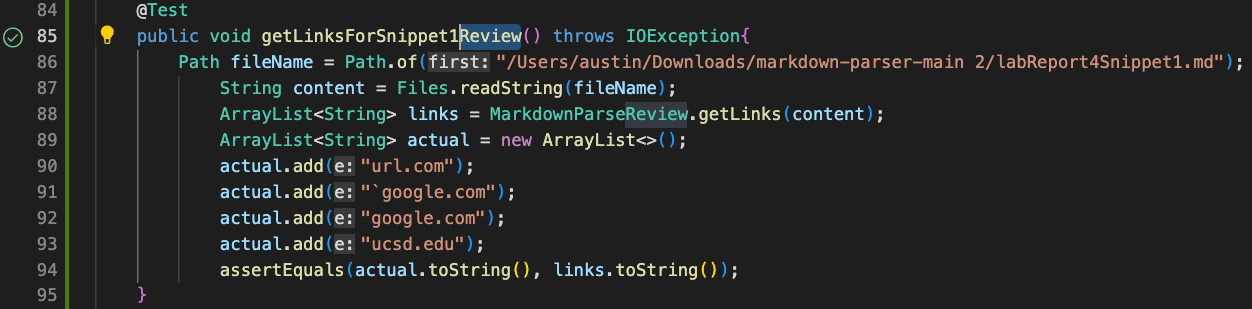 84 @Test
85 public void getLinksForSnippet1Review() throws IOException{
86 Path fileName = Path.of(first: "/Users/austin/Downloads/markdown-parser-main 2/labReport4Snippet1.md");
87 String content = Files.readString(fileName);
88 ArrayList<String> links = MarkdownParseReview.getLinks(content);
89 ArrayList<String> actual = new ArrayList<>();
90 actual.add(e: "url.com");
91 actual.add(e: "`google.com");
92 actual.add(e: "google.com");
93 actual.add(e: "ucsd.edu");
94 assertEquals(actual.toString(), links.toString());
95 }